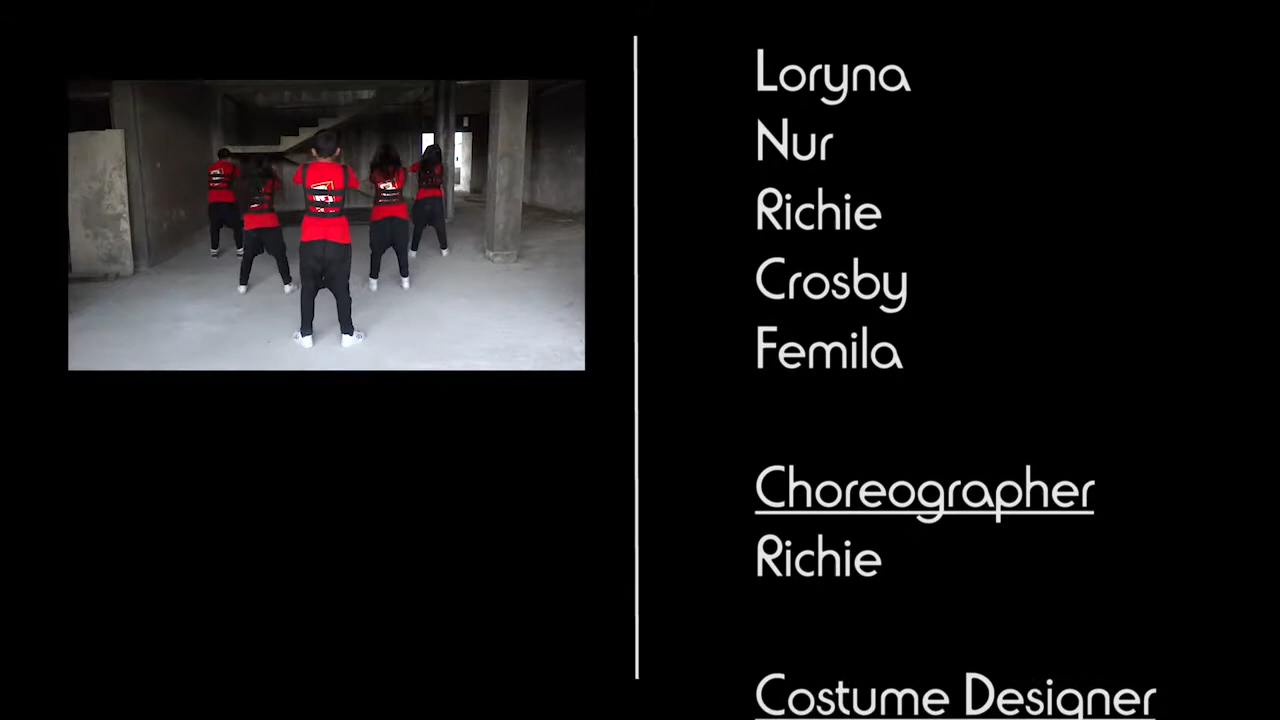 Loryna
Nur
Richie
Crosby
Femila
Choreographer
Richie
Costume Designer